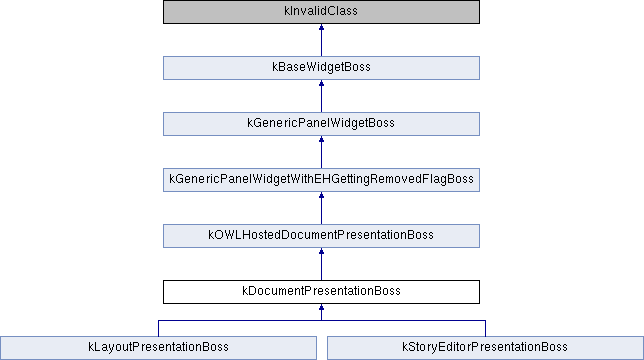 kInvalidClass
kBaseWidgetBoss
kGenericPanelWidgetBoss
kGenericPanelWidgetWithEHGettingRemovedFlagBoss
kOWLHostedDocumentPresentationBoss
kDocumentPresentationBoss
kLayoutPresentationBoss
kStoryEditorPresentationBoss